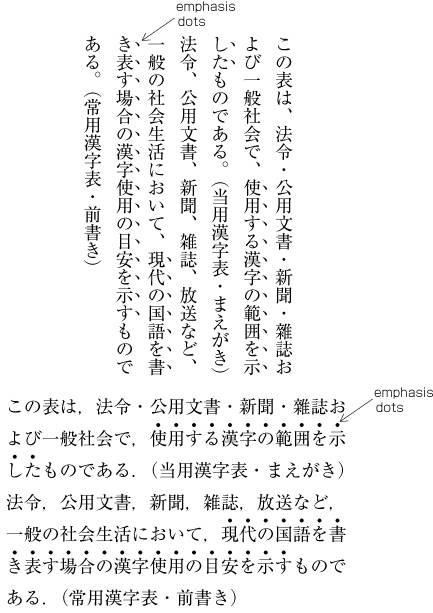 emphasis
dots
この表は、法令・公用文書・新聞・雑誌お
よび一般社会で、使用する漢字の範囲を示
したものである。（当用漢字表・まえがき）
法令、公用文書、新聞、雑誌、放送など、
一般の社会生活において、現代の国語を書
き表す場合の漢字使用の目安を示すもので
ある。（常用漢字表・前書き）
emphasis
dots
この表は，法令・公用文書・新聞・雑誌お
よび一般社会で，使用する漢字の範囲を示
したものである．（当用漢字表・まえがき）
法令，公用文書，新聞，雑誌，放送など，
一般の社会生活において，現代の国語を書
き表す場合の漢字使用の目安を示すもので
ある．（常用漢字表・前書き）